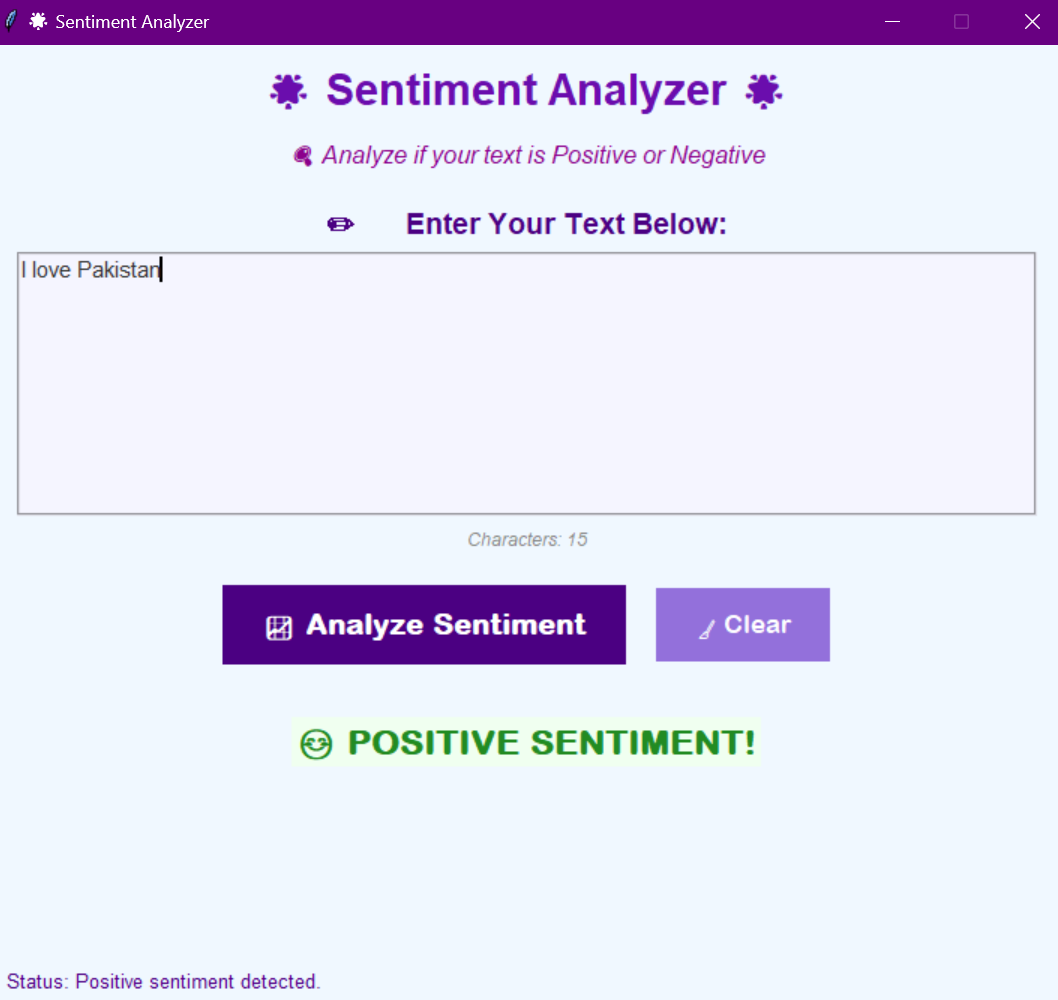 Sentiment Analyzer
Sentiment Analyzer
Analyze if your text is Positive or Negative
Enter Your Text Below:
I love Pakistan
Characters: 15
Analyze Sentiment
Clear
POSITIVE SENTIMENT!
Status: Positive sentiment detected.